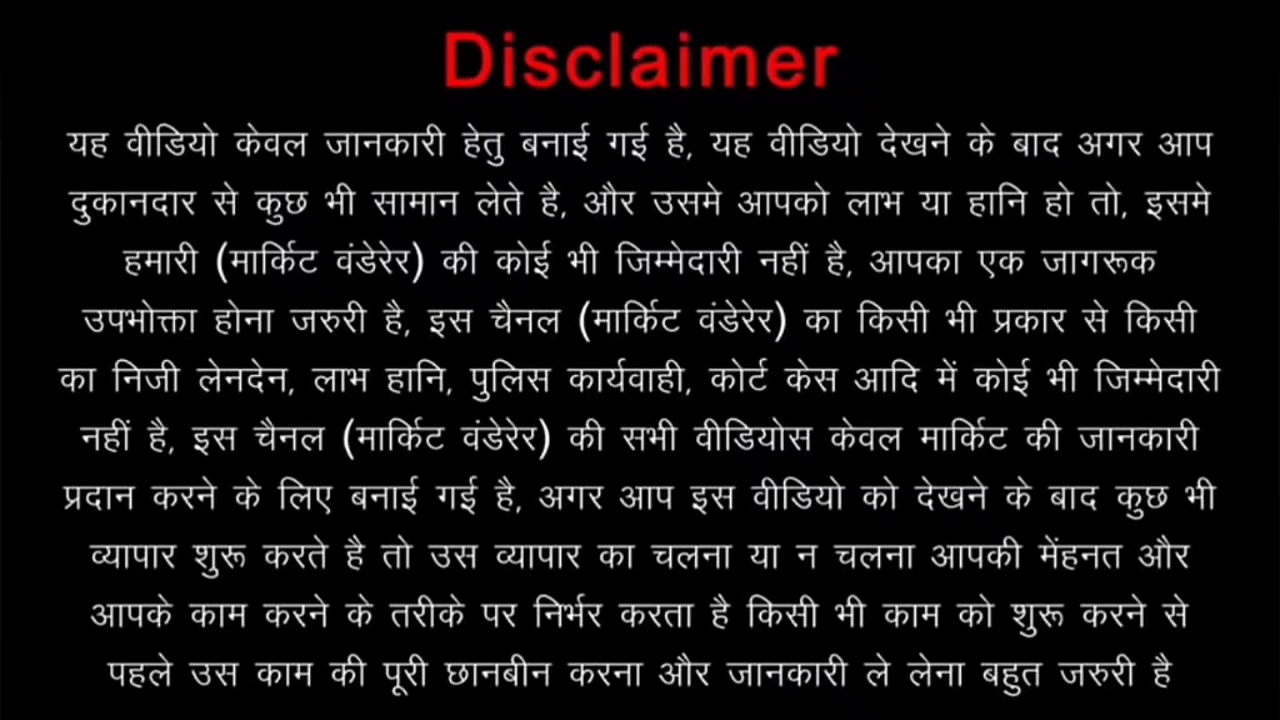 Disclaimer
यह वीडियो केवल जानकारी हेतु बनाई गई है, यह वीडियो देखने के बाद अगर आप
दुकानदार से कुछ भी सामान लेते है, और उसमे आपको लाभ या हानि हो तो, इसमे
हमारी (मार्किट वंडेरेर) की कोई भी जिम्मेदारी नहीं है, आपका एक जागरूक
उपभोक्ता होना जरुरी है, इस चैनल (मार्किट वंडेरेर) का किसी भी प्रकार से किसी
का निजी लेनदेन, लाभ हानि, पुलिस कार्यवाही, कोर्ट केस आदि में कोई भी जिम्मेदारी
नहीं है, इस चैनल (मार्किट वंडेरेर) की सभी वीडियोस केवल मार्किट की जानकारी
प्रदान करने के लिए बनाई गई है, अगर आप इस वीडियो को देखने के बाद कुछ भी
व्यापार शुरू करते है तो उस व्यापार का चलना या न चलना आपकी मेंहनत और
आपके काम करने के तरीके पर निर्भर करता है किसी भी काम को शुरू करने से
पहले उस काम की पूरी छानबीन करना और जानकारी ले लेना बहुत जरुरी है